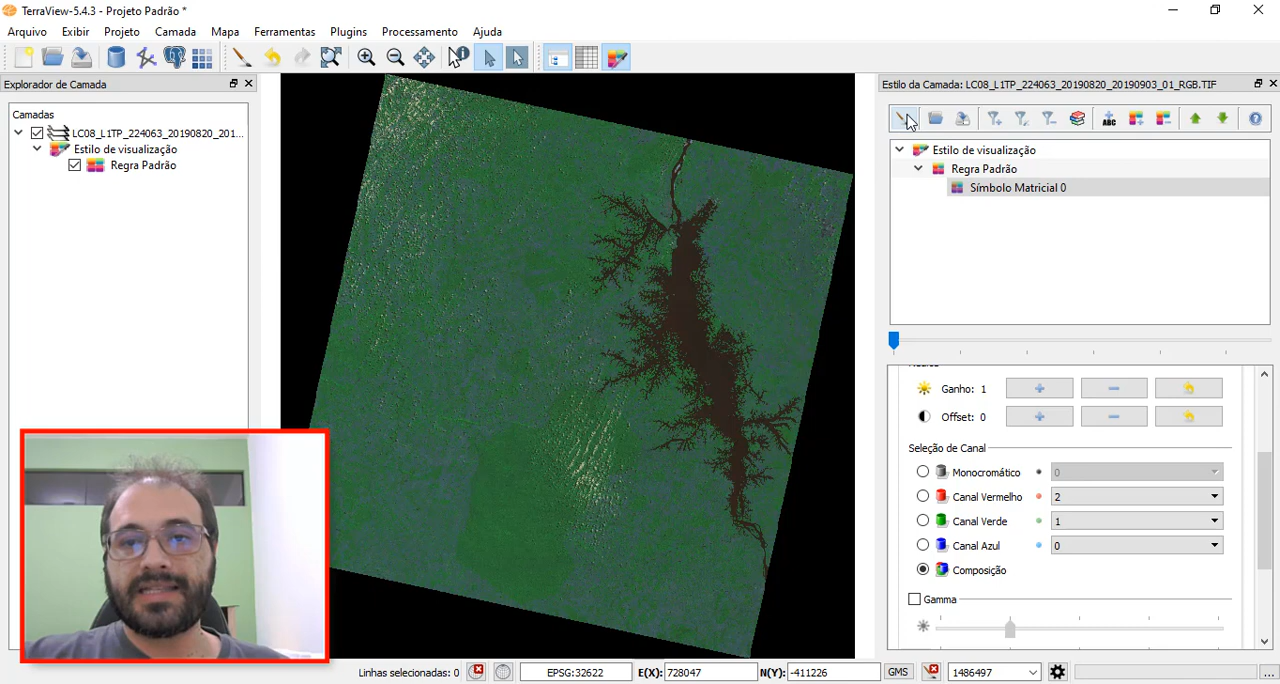 TerraView-5.4.3 - Projeto Padrão *
Arquivo Exibir Projeto Camada Mapa Ferramentas Plugins Processamento Ajuda
Explorador de Camada
Estilo da Camada: LC08_L1TP_224063_20190820_20190903_01_RGB.TIF
Camadas
LC08_L1TP_224063_20190820_201...
Estilo de visualização
Regra Padrão
ABC
Estilo de visualização
Regra Padrão
Símbolo Matricial 0
Ganho: 1
Offset: 0
Seleção de Canal
Monocromático 0
Canal Vermelho 2
Canal Verde 1
Canal Azul 0
Composição
Gamma
Linhas selecionadas: 0 EPSG:32622 E(X): 728047 N(Y): -411226 GMS 1486497 ...